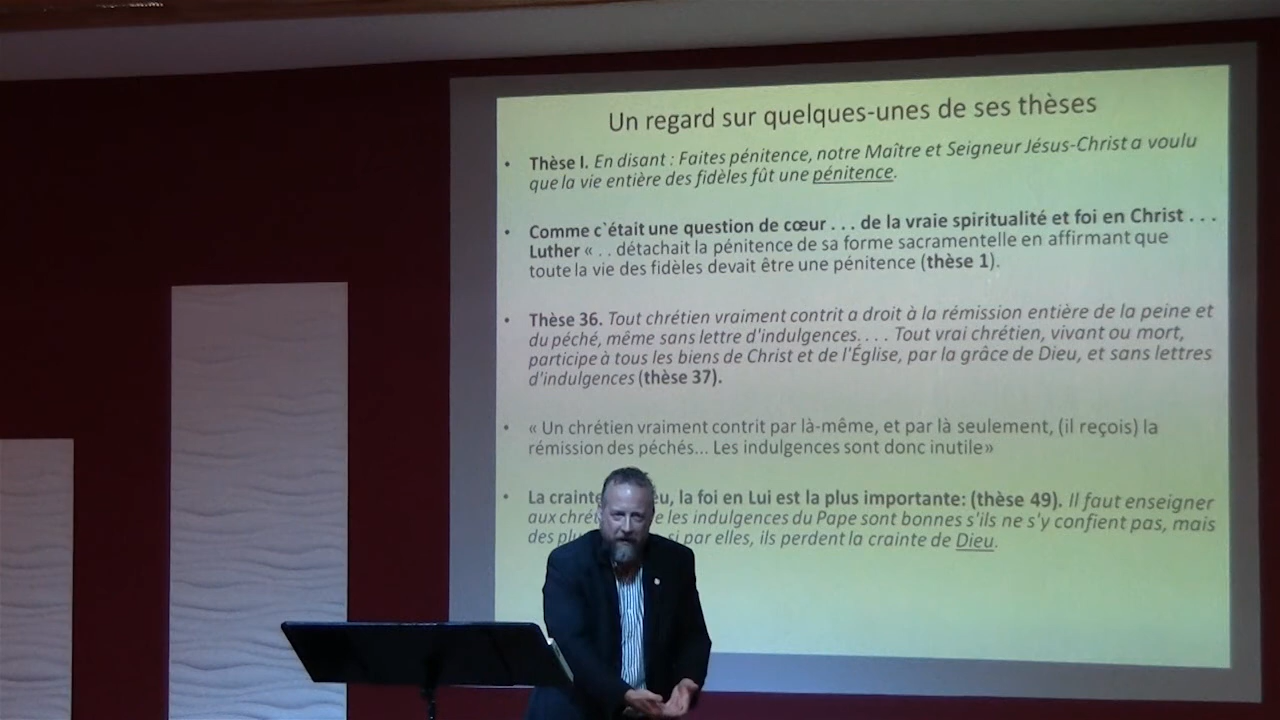 Un regard sur quelques-unes de ses thèses
• Thèse I. En disant : Faites pénitence, notre Maître et Seigneur Jésus-Christ a voulu
que la vie entière des fidèles fût une pénitence.
• Comme c`était une question de cœur . . . de la vraie spiritualité et foi en Christ . . .
Luther « . . détachait la pénitence de sa forme sacramentelle en affirmant que
toute la vie des fidèles devait être une pénitence (thèse 1).
• Thèse 36. Tout chrétien vraiment contrit a droit à la rémission entière de la peine et
du péché, même sans lettre d'indulgences. . . . Tout vrai chrétien, vivant ou mort,
participe à tous les biens de Christ et de l'Église, par la grâce de Dieu, et sans lettres
d'indulgences (thèse 37).
• « Un chrétien vraiment contrit par là-même, et par là seulement, (il reçois) la
rémission des péchés... Les indulgences sont donc inutile»
• La crainte u, la foi en Lui est la plus importante: (thèse 49). Il faut enseigner
aux les indulgences du Pape sont bonnes s'ils ne s'y confient pas, mais
des si par elles, ils perdent la crainte de Dieu.